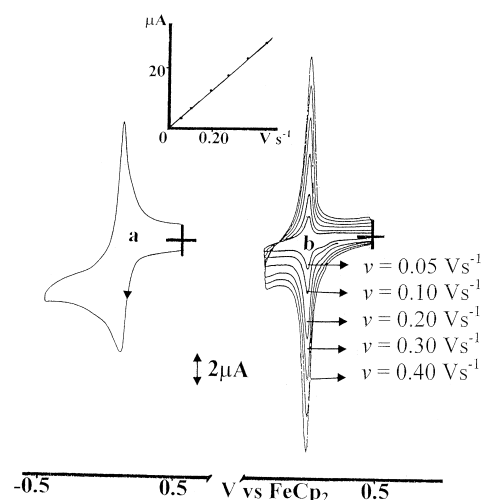 μA
20
0
0.20
V s⁻¹
a
b
v = 0.05 Vs⁻¹
v = 0.10 Vs⁻¹
v = 0.20 Vs⁻¹
v = 0.30 Vs⁻¹
v = 0.40 Vs⁻¹
2μA
-0.5 0.5 V vs FeCp₂ 0.5